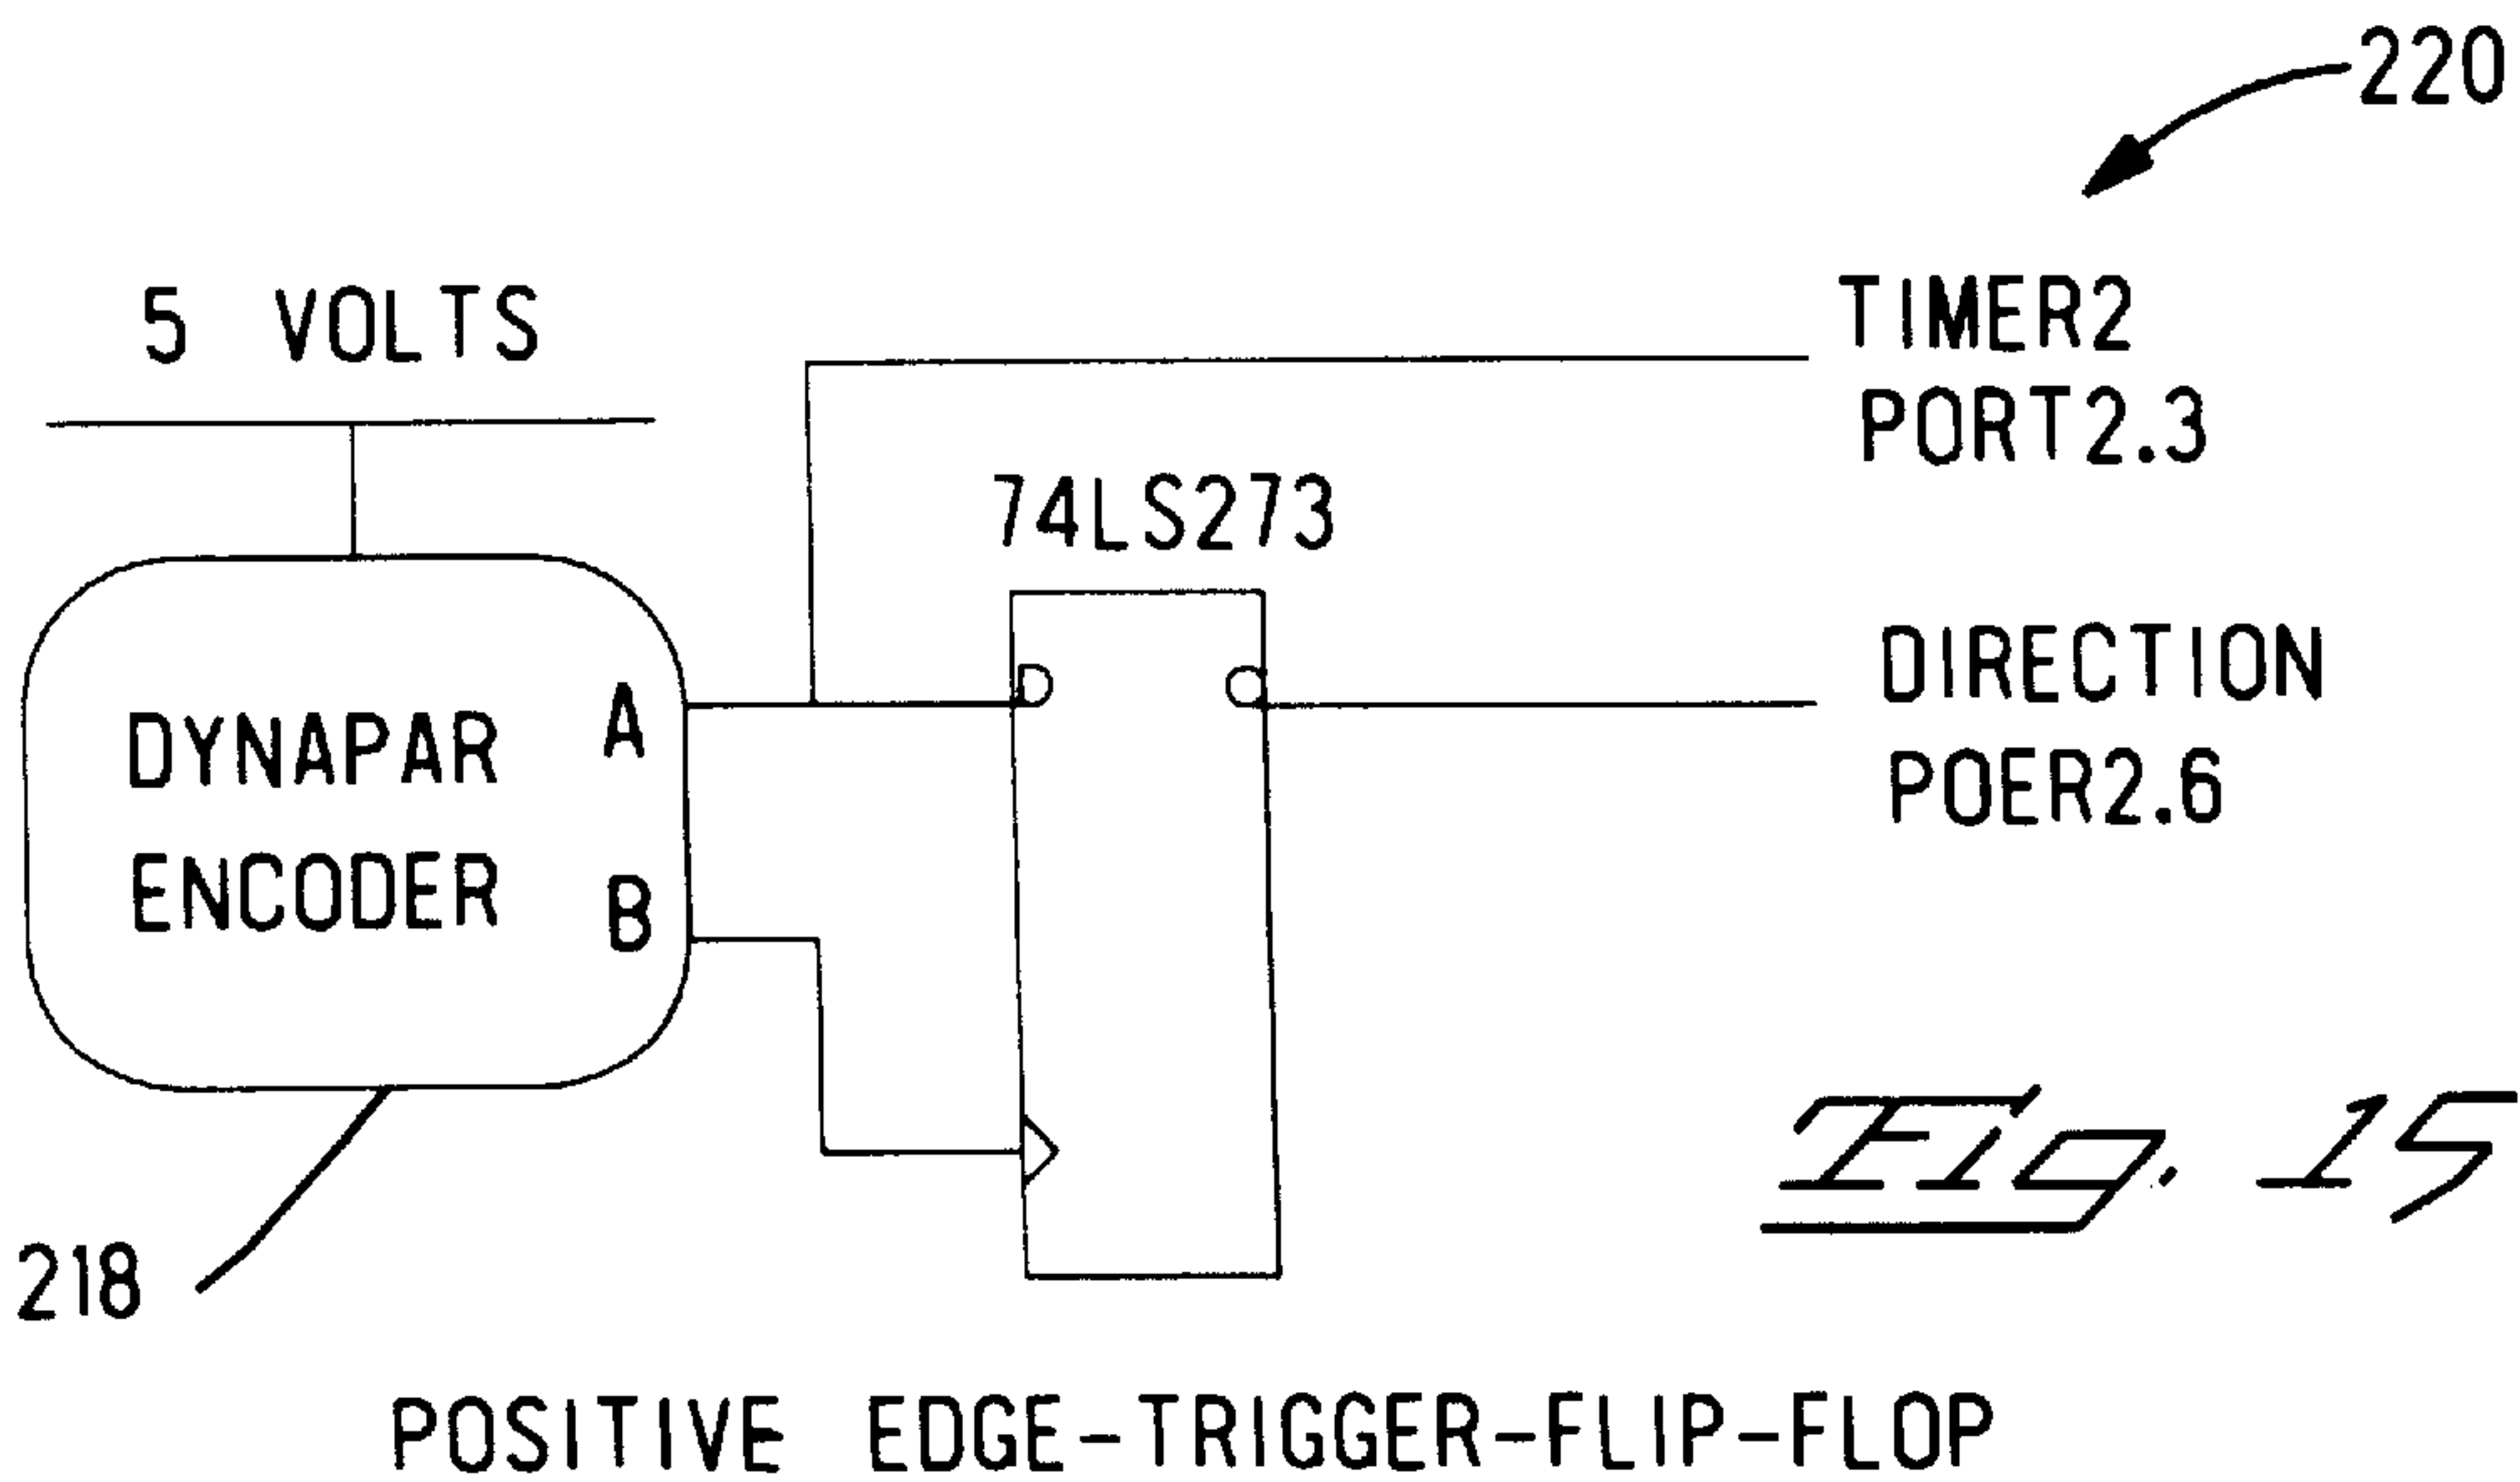 220
5 VOLTS
TIMER2
PORT2.3
74LS273
D
Q
DIRECTION
POER2.6
A
DYNAPAR
ENCODER
B
218
Fig. 15
POSITIVE EDGE-TRIGGER-FLIP-FLOP